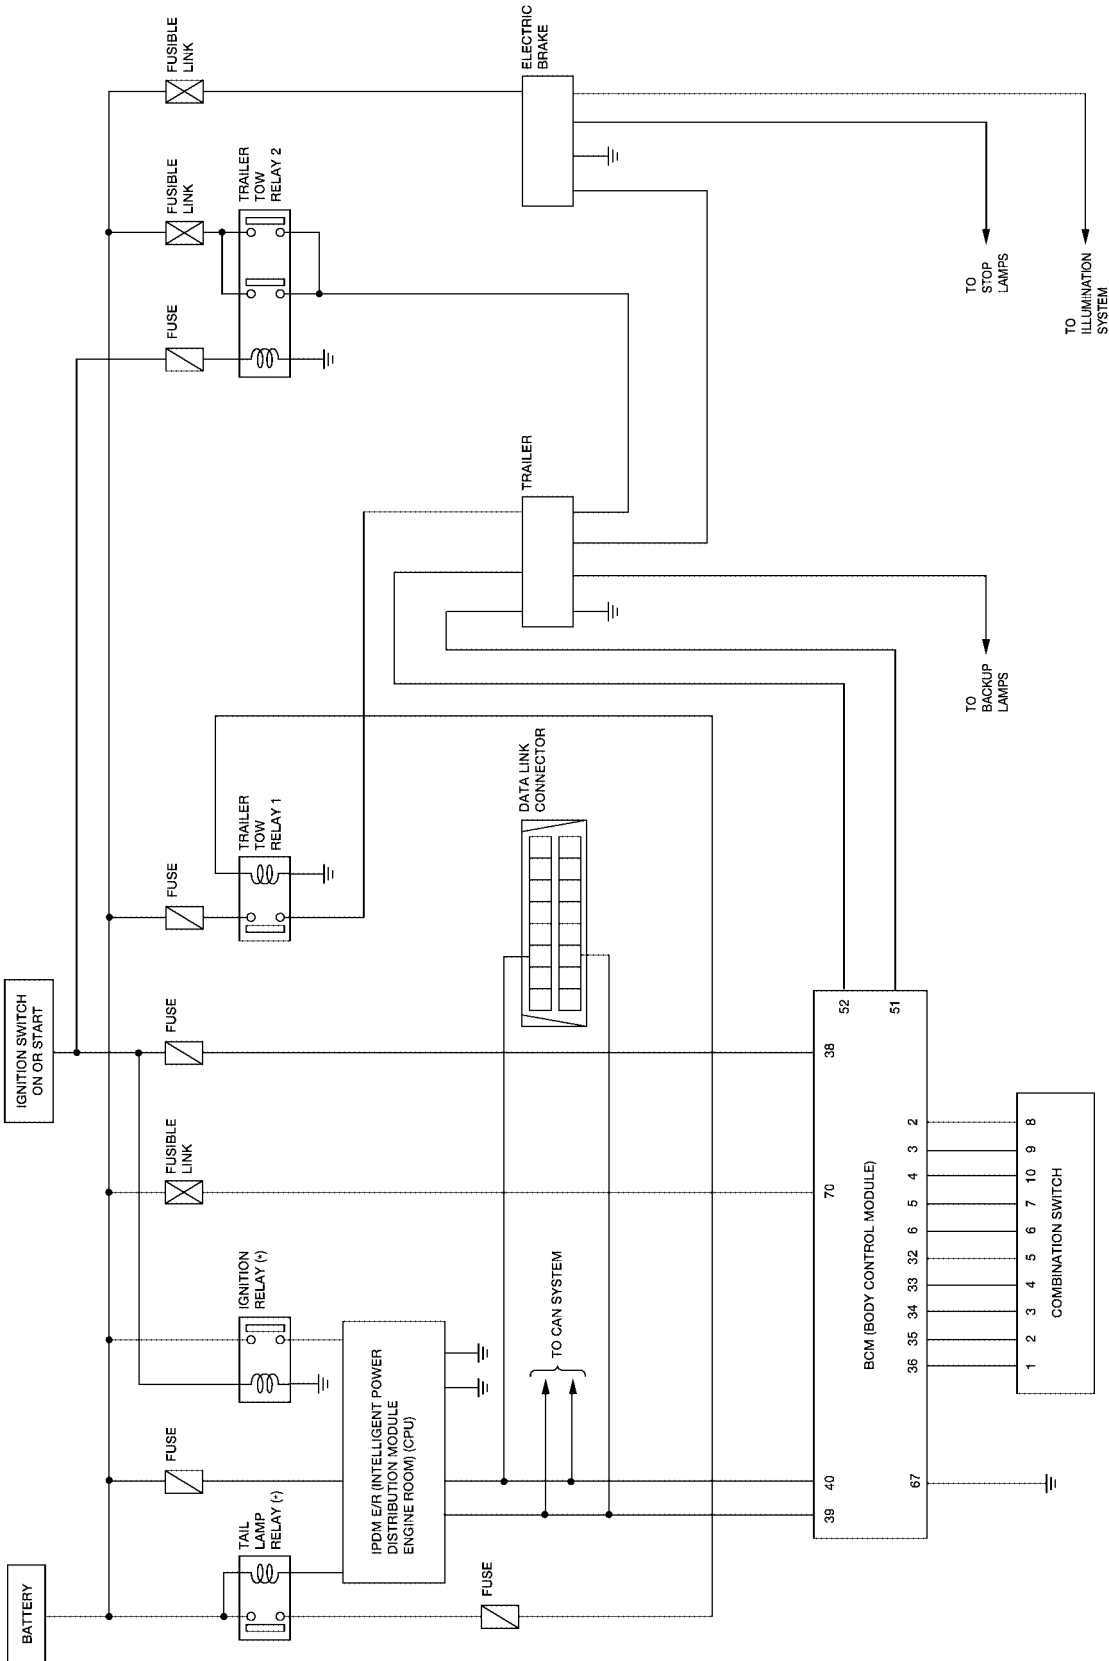 BATTERY
IGNITION SWITCH
ON OR START
FUSE
FUSIBLE
LINK
FUSE
FUSE
FUSE
FUSIBLE
LINK
FUSIBLE
LINK
TAIL
LAMP
RELAY (*)
IGNITION
RELAY (*)
TRAILER
TOW
RELAY 1
TRAILER
TOW
RELAY 2
IPDM E/R (INTELLIGENT POWER
DISTRIBUTION MODULE
ENGINE ROOM) (CPU)
FUSE
TO CAN SYSTEM
DATA LINK
CONNECTOR
TRAILER
ELECTRIC
BRAKE
39
40
70
38
52
51
BCM (BODY CONTROL MODULE)
67
36
35
34
33
32
6
5
4
3
2
1
2
3
4
5
6
7
10
9
8
COMBINATION SWITCH
TO
BACKUP
LAMPS
TO
STOP
LAMPS
TO
ILLUMINATION
SYSTEM